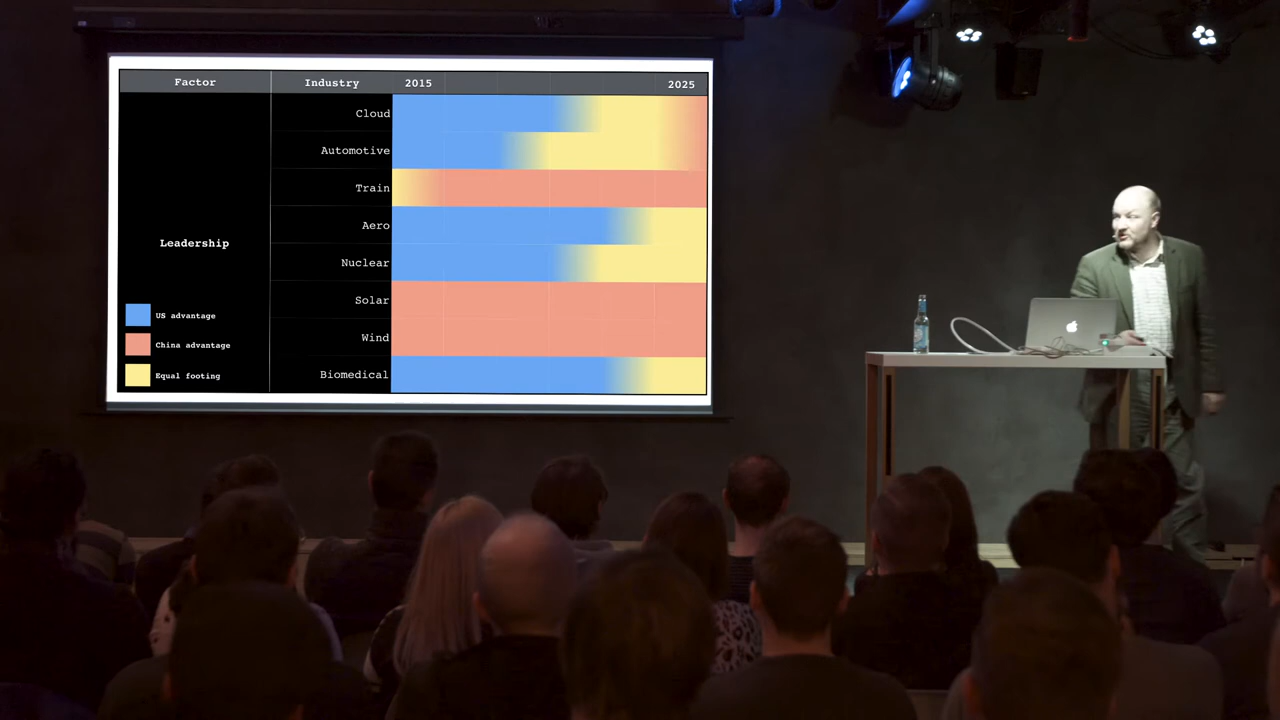 Factor Industry 2015 2025
Cloud
Automotive
Train
Aero
Leadership
Nuclear
Solar
US advantage
Wind
China advantage
Biomedical
Equal footing